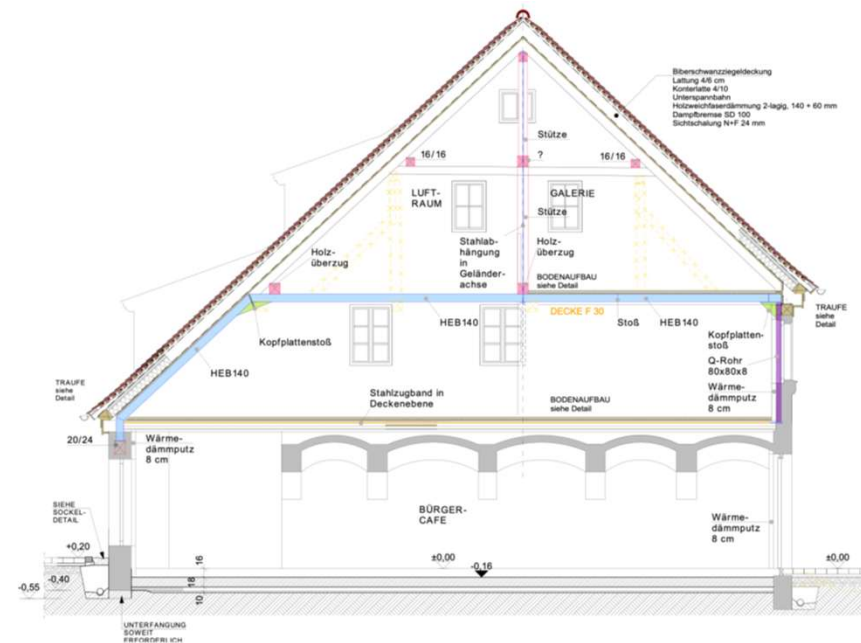 Biberschwanzziegeldeckung
Lattung 4/6 cm
Konterlatte 4/10
Unterspannbahn
Holzweichfaserdämmung 2-lagig, 140 + 60 mm
Dampfbremse SD 100
Sichtschalung N+F 24 mm
Stütze
16/16
?
16/16
LUFT-
RAUM
GALERIE
Stütze
Stahlab-
hängung
in
Geländer-
achse
Holz-
überzug
Holz-
überzug
BODENAUFBAU
siehe Detail
HEB140
DECKE F 30
Stoß
HEB140
TRAUFE
siehe
Detail
Kopfplattenstoß
Kopfplatten-
stoß
Q-Rohr
80x80x8
Wärme-
dämmputz
8 cm
HEB140
TRAUFE
siehe
Detail
Stahlzugband in
Deckenebene
BODENAUFBAU
siehe Detail
20/24
Wärme-
dämmputz
8 cm
BÜRGER-
CAFE
Wärme-
dämmputz
8 cm
SIEHE
SOCKEL-
DETAIL
+0,20
±0,00
-0,16
±0,00
-0,40
-0,55
16
18
10
UNTERFANGUNG
SOWEIT
ERFORDERLICH